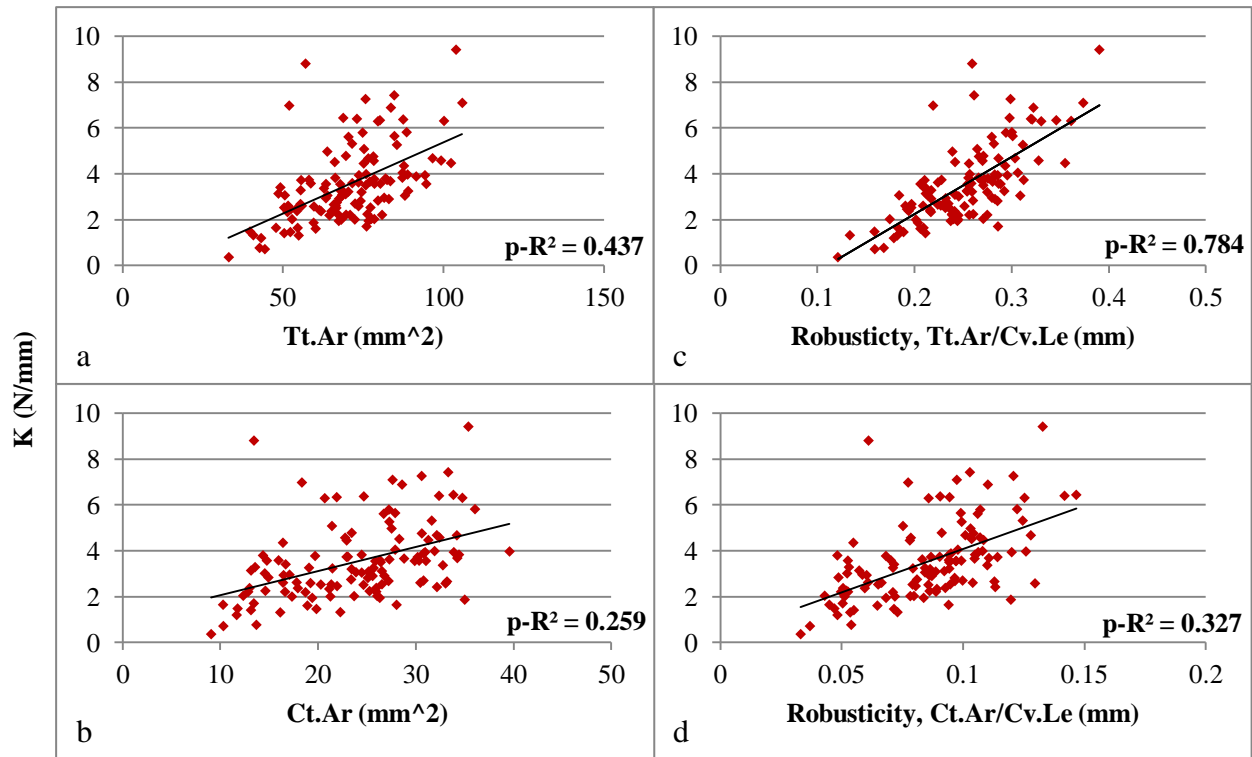 K (N/mm)
10
8
6
4
2
0
p-R² = 0.437
0 50 100 150
Tt.Ar (mm^2)
a
10
8
6
4
2
0
p-R² = 0.784
0 0.1 0.2 0.3 0.4 0.5
Robusticty, Tt.Ar/Cv.Le (mm)
c
10
8
6
4
2
0
p-R² = 0.259
0 10 20 30 40 50
Ct.Ar (mm^2)
b
10
8
6
4
2
0
p-R² = 0.327
0 0.05 0.1 0.15 0.2
Robusticity, Ct.Ar/Cv.Le (mm)
d